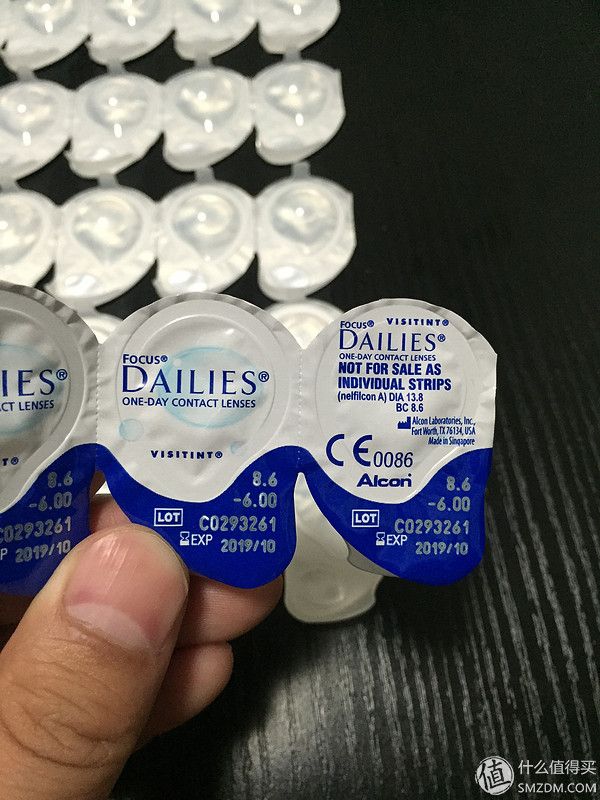 IES®
T®
8.6
-6.00
C0293261
XP 2019/10
FOCUS®
DAILIES®
ONE-DAY CONTACT LENSES
VISITINT®
8.6
-6.00
LOT C0293261
EXP 2019/10
FOCUS® VISITINT®
DAILIES®
ONE-DAY CONTACT LENSES
NOT FOR SALE AS
INDIVIDUAL STRIPS
(nelfilcon A) DIA 13.8
BC 8.6
Alcon Laboratories, Inc.,
Fort Worth, TX 76134, USA
Made in Singapore
CE 0086
Alcon®
8.6
-6.00
LOT C0293261
EXP 2019/10
值 什么值得买
SMZDM.COM